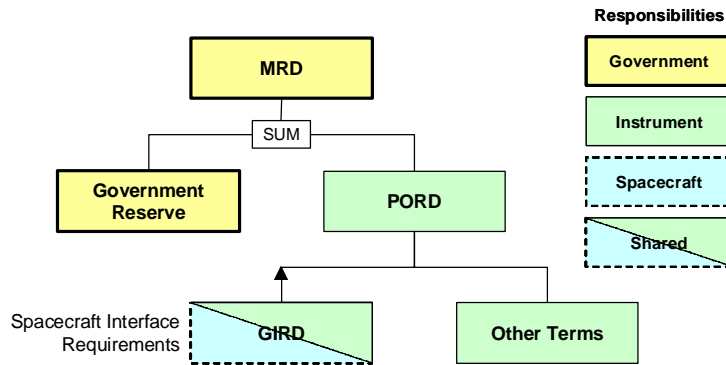 Responsibilities
MRD
Government
SUM
Instrument
Government
Reserve
PORD
Spacecraft
Shared
Spacecraft Interface
Requirements
GIRD
Other Terms